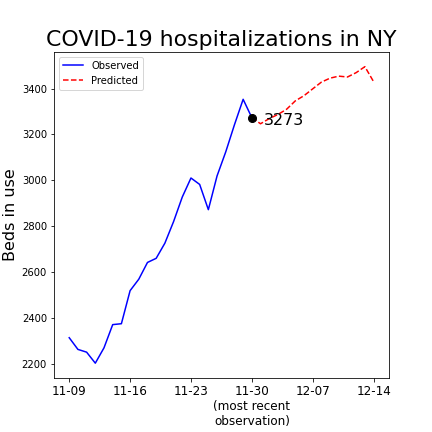 COVID-19 hospitalizations in NY
Observed
Predicted
3400
3200
3000
2800
2600
2400
2200
Beds in use
3273
11-09 11-16 11-23 11-30 12-07 12-14
(most recent
observation)